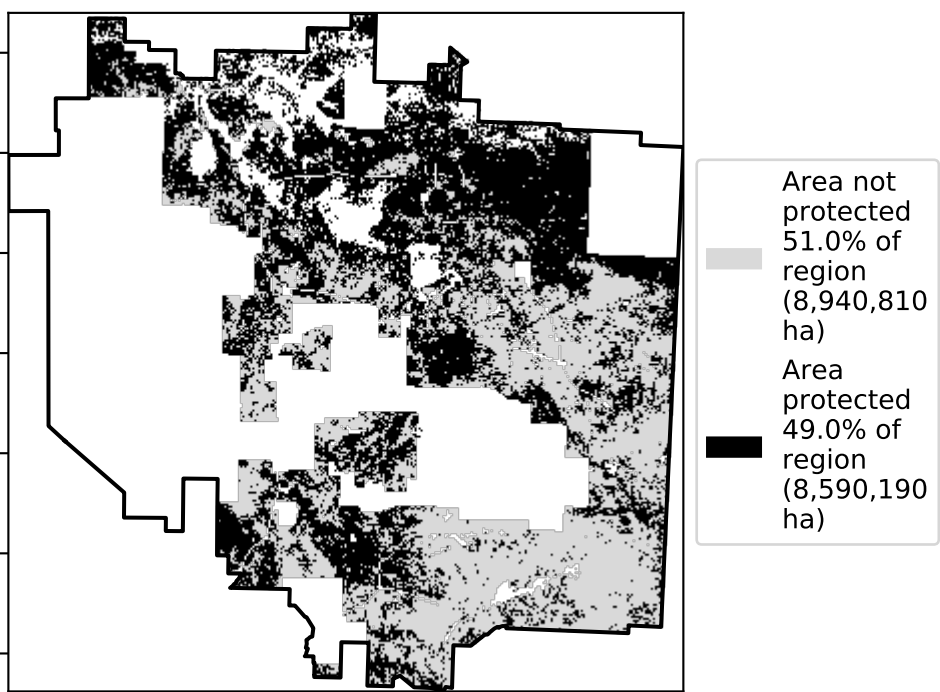 Area not
protected
51.0% of
region
(8,940,810
ha)
Area
protected
49.0% of
region
(8,590,190
ha)